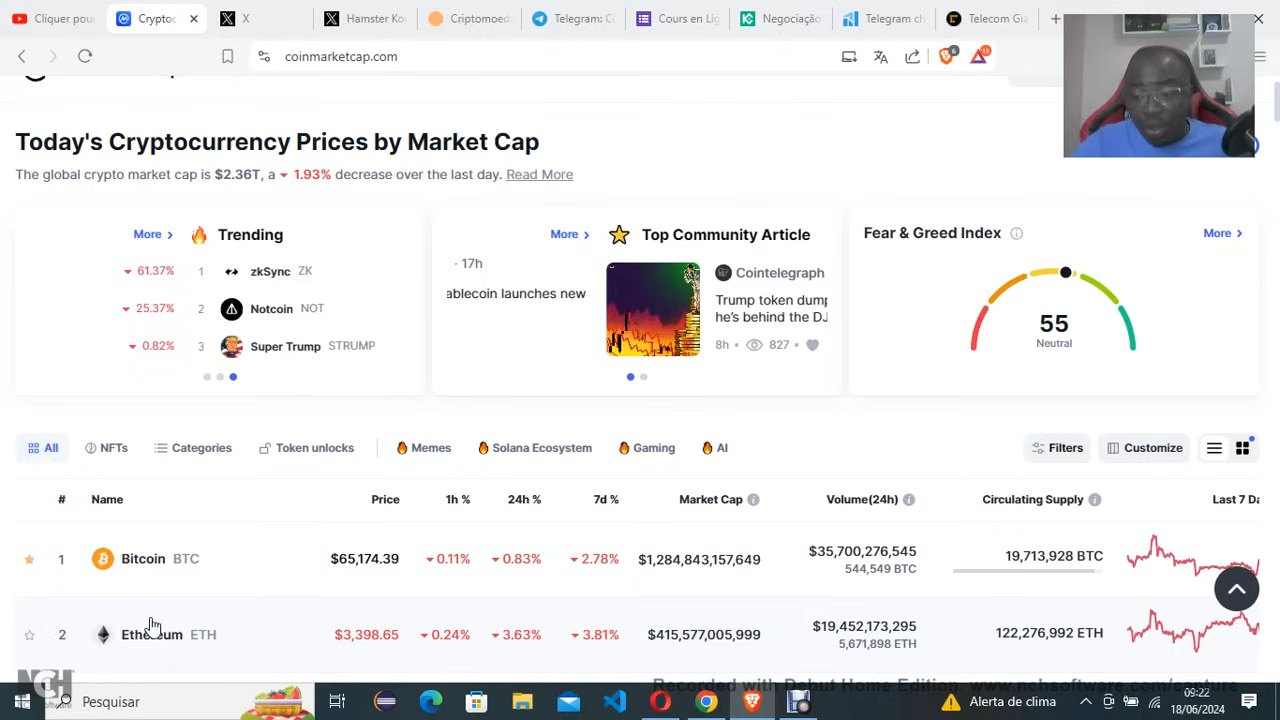 Cliquer pou
Cryptoc
X
Hamster Ko
Criptomoed
Telegram: C
Cours en Lig
Negociação
Telegram ch
Telecom Gia
coinmarketcap.com
6
Today's Cryptocurrency Prices by Market Cap
The global crypto market cap is $2.36T, a 1.93% decrease over the last day. Read More
More
Trending
61.37% 1 zkSync ZK
25.37% 2 Notcoin NOT
0.82% 3 Super Trump STRUMP
More
Top Community Article
· 17h
ablecoin launches new
Cointelegraph
Trump token dump
he's behind the DJ
8h • 827 •
Fear & Greed Index
More
55
Neutral
All NFTs Categories Token unlocks Memes Solana Ecosystem Gaming AI Filters Customize
# Name Price 1h % 24h % 7d % Market Cap Volume(24h) Circulating Supply Last 7 Da
1 Bitcoin BTC $65,174.39 0.11% 0.83% 2.78% $1,284,843,157,649 $35,700,276,545 19,713,928 BTC
544,549 BTC
2 Ethereum ETH $3,398.65 0.24% 3.63% 3.81% $415,577,005,999 $19,452,173,295 122,276,992 ETH
5,671,898 ETH
NCH
Software
Recorded with Debut Home Edition. www.nchsoftware.com/capture
Pesquisar
Alerta de clima
09:22
18/06/2024